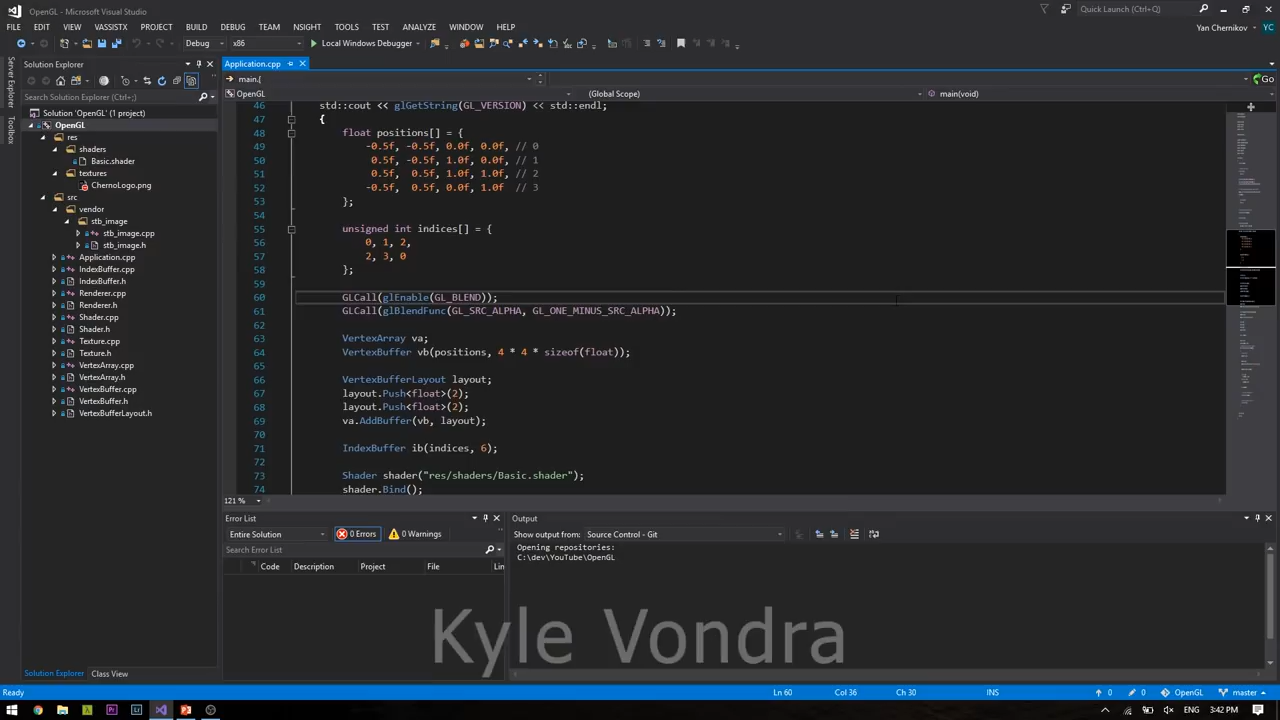 OpenGL - Microsoft Visual Studio
Quick Launch (Ctrl+Q)
FILE EDIT VIEW PROJECT BUILD DEBUG TEAM NSIGHT TOOLS TEST ANALYZE WINDOW HELP
Yan Chernikov YC
Debug x86 Local Windows Debugger
Server Explorer
Toolbox
Solution Explorer
Search Solution Explorer (Ctrl+;)
Solution 'OpenGL' (1 project)
OpenGL
res
shaders
Basic.shader
textures
ChernoLogo.png
src
vendor
stb_image
stb_image.cpp
stb_image.h
Application.cpp
IndexBuffer.cpp
IndexBuffer.h
Renderer.cpp
Renderer.h
Shader.cpp
Shader.h
Texture.cpp
Texture.h
VertexArray.cpp
VertexArray.h
VertexBuffer.cpp
VertexBuffer.h
VertexBufferLayout.h
Solution Explorer Class View
Application.cpp
main.{
Go
OpenGL (Global Scope) main(void)
46 std::cout << glGetString(GL_VERSION) << std::endl;
47 {
48 float positions[] = {
49 -0.5f, -0.5f, 0.0f, 0.0f, // 0
50 0.5f, -0.5f, 1.0f, 0.0f, // 1
51 0.5f, 0.5f, 1.0f, 1.0f, // 2
52 -0.5f, 0.5f, 0.0f, 1.0f // 3
53 };
54
55 unsigned int indices[] = {
56 0, 1, 2,
57 2, 3, 0
58 };
59
60 GLCall(glEnable(GL_BLEND));
61 GLCall(glBlendFunc(GL_SRC_ALPHA, GL_ONE_MINUS_SRC_ALPHA));
62
63 VertexArray va;
64 VertexBuffer vb(positions, 4 * 4 * sizeof(float));
65
66 VertexBufferLayout layout;
67 layout.Push<float>(2);
68 layout.Push<float>(2);
69 va.AddBuffer(vb, layout);
70
71 IndexBuffer ib(indices, 6);
72
73 Shader shader("res/shaders/Basic.shader");
74 shader.Bind();
121 %
Error List
Entire Solution 0 Errors 0 Warnings
Search Error List
Code Description Project File Lin
Output
Show output from: Source Control - Git
Opening repositories:
C:\dev\YouTube\OpenGL
Kyle Vondra
Ready Ln 60 Col 36 Ch 30 INS 0 0 OpenGL master
ENG 3:42 PM